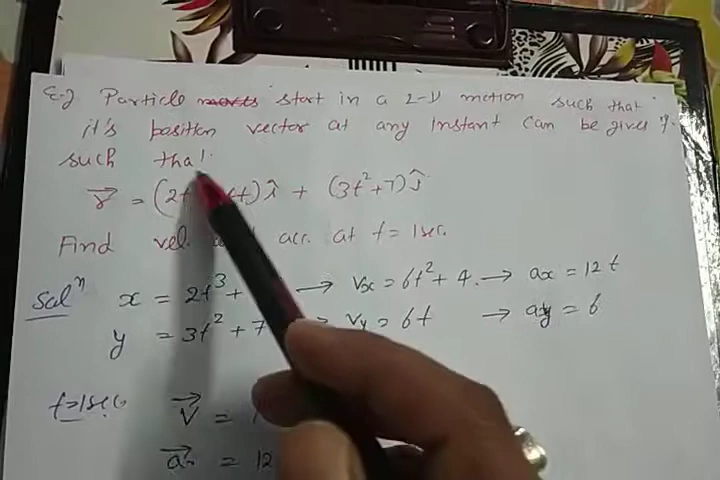 E.g Particle start in a 2-D motion such that
it's position vector at any instant can be given
such that
r⃗ = (2t t) î + (3t²+7) ĵ
Find vel acc. at t = 1 sec.
Solⁿ x = 2t³ + → Vx = 6t² + 4. → ax = 12t
y = 3t² + 7 → Vy = 6t → ay = 6
t=1sec V⃗ =
a⃗ = 12